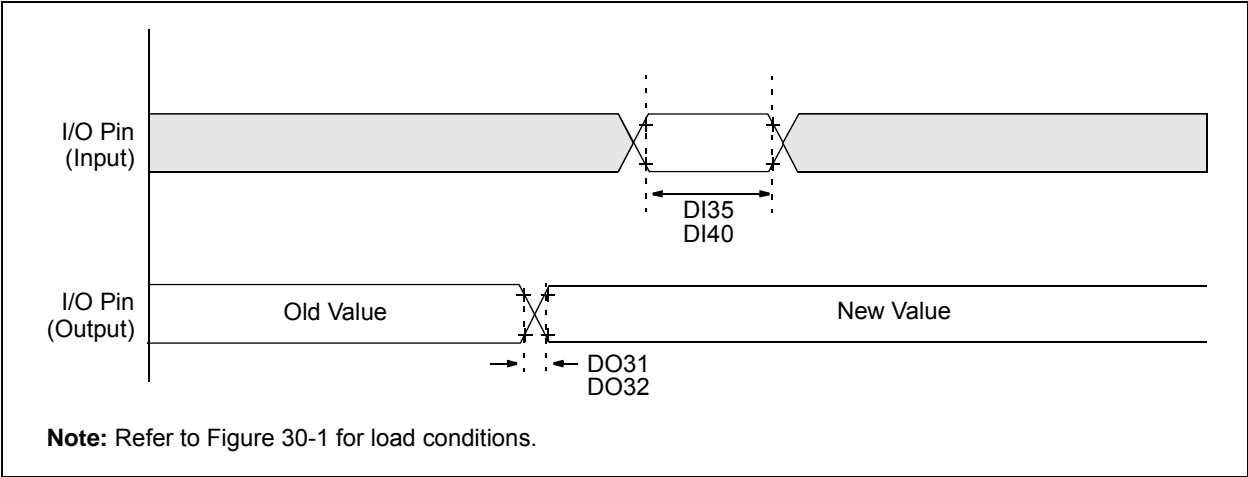 I/O Pin
(Input)
DI35
DI40
I/O Pin
(Output)
Old Value
New Value
DO31
DO32
Note: Refer to Figure 30-1 for load conditions.